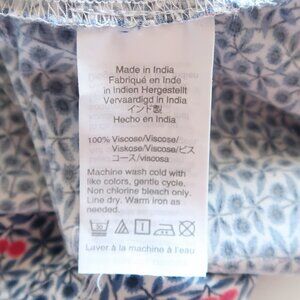 Made in India
Fabriqué en Inde
in Indien Hergestellt
Vervaardigd in India
インド製
Hecho en India
100% Viscose/Viscose/
Viskose/Viscose/ビス
コース/viscosa
Machine wash cold with
like colors, gentle cycle.
Non chlorine bleach only.
Line dry. Warm iron as
needed.
Laver à la machine à l'eau